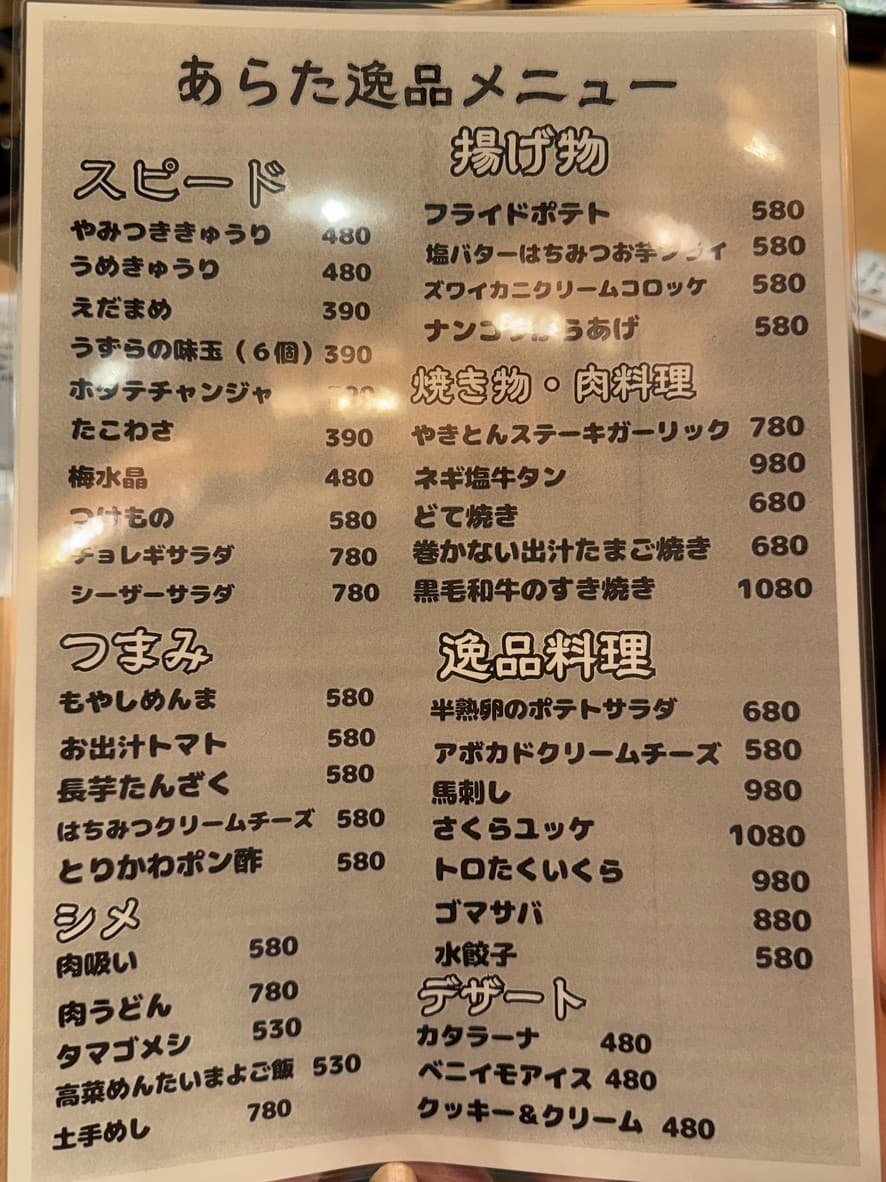 あらた逸品メニュー
スピード
やみつききゅうり 480
うめきゅうり 480
えだまめ 390
うずらの味玉（6個）390
ホタテチャンジャ
たこわさ 390
梅水晶 480
つけもの 580
チョレギサラダ 780
シーザーサラダ 780
つまみ
もやしめんま 580
お出汁トマト 580
長芋たんざく 580
はちみつクリームチーズ 580
とりかわポン酢 580
シメ
肉吸い 580
肉うどん 780
タマゴメシ 530
高菜めんたいまよご飯 530
土手めし 780
揚げ物
フライドポテト 580
塩バターはちみつお芋フライ 580
ズワイカニクリームコロッケ 580
ナンコツからあげ 580
焼き物・肉料理
やきとんステーキガーリック 780
ネギ塩牛タン 980
どて焼き 680
巻かない出汁たまご焼き 680
黒毛和牛のすき焼き 1080
逸品料理
半熟卵のポテトサラダ 680
アボカドクリームチーズ 580
馬刺し 980
さくらユッケ 1080
トロたくいくら 980
ゴマサバ 880
水餃子 580
デザート
カタラーナ 480
ベニイモアイス 480
クッキー＆クリーム 480